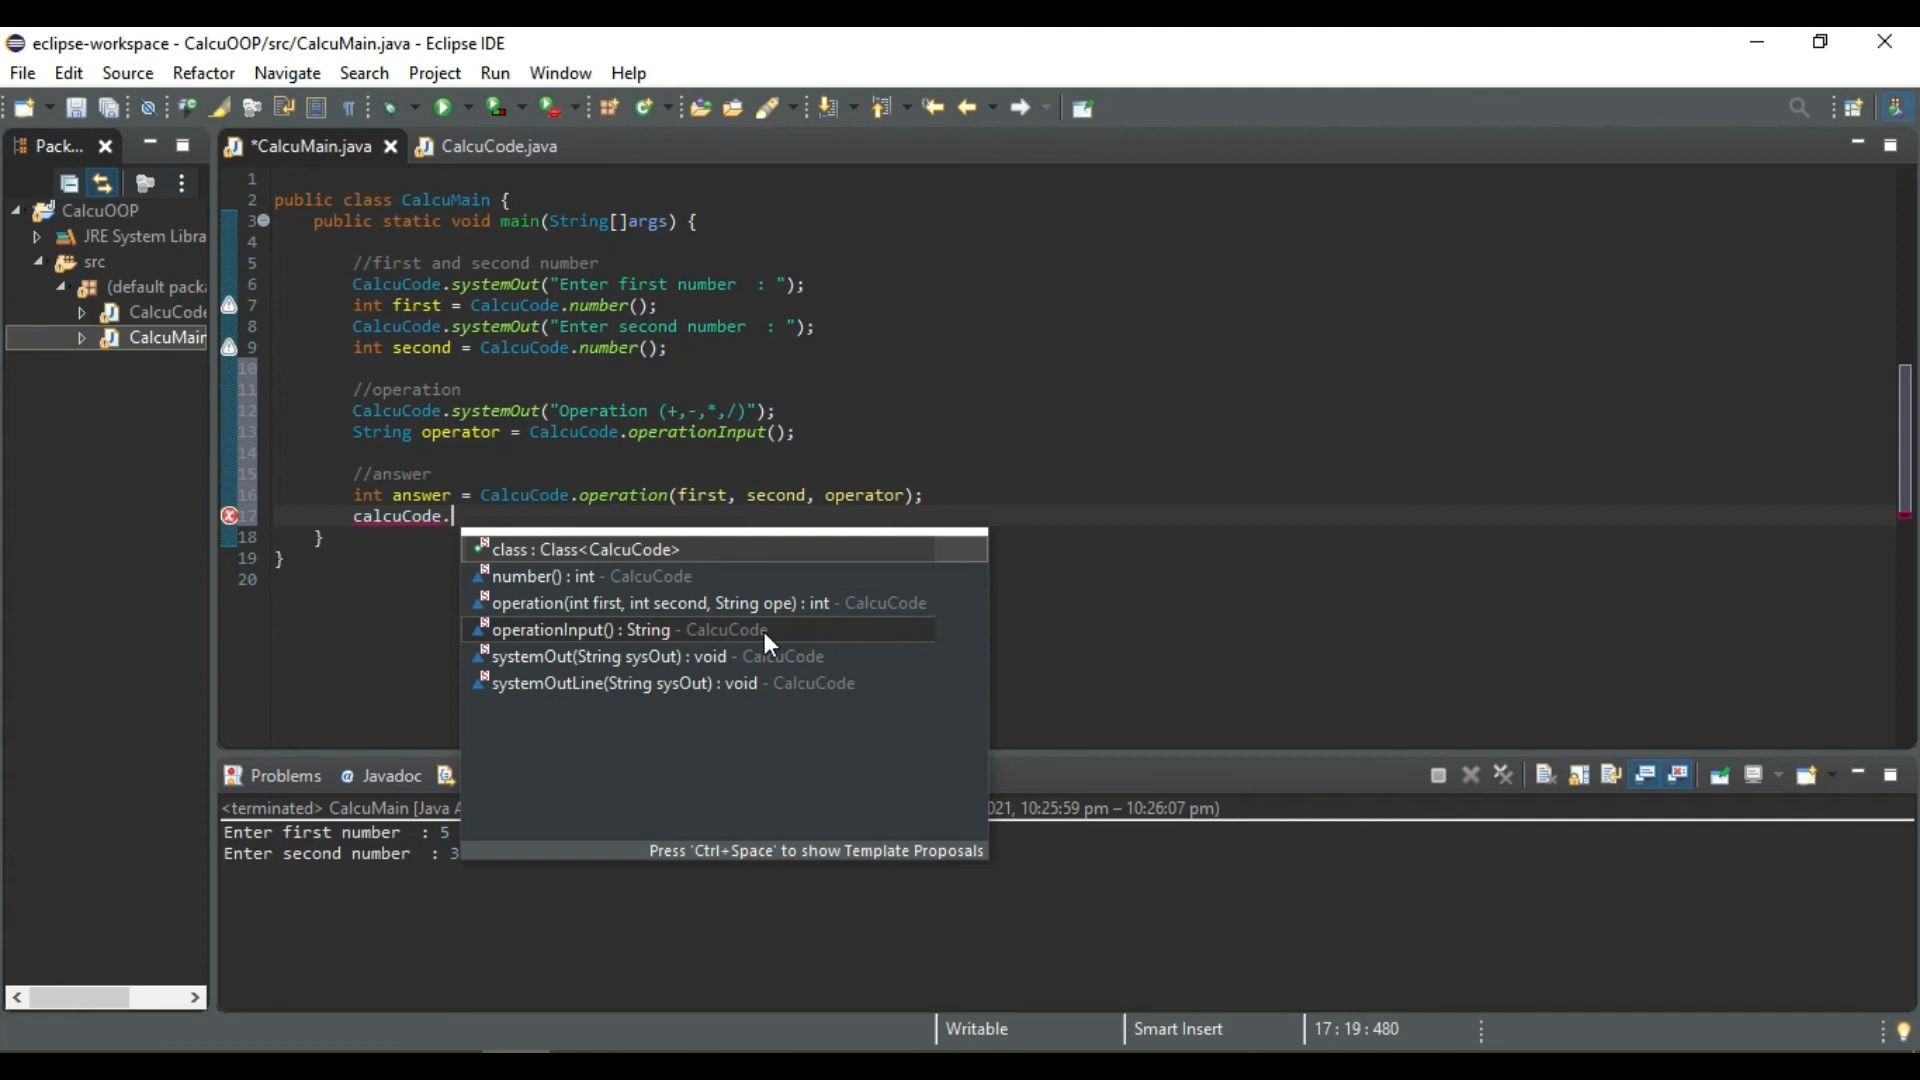 eclipse-workspace - CalcuOOP/src/CalcuMain.java - Eclipse IDE
File Edit Source Refactor Navigate Search Project Run Window Help
Pack...
*CalcuMain.java
CalcuCode.java
CalcuOOP
JRE System Libra
src
(default pack
CalcuCode
CalcuMain
1
2 public class CalcuMain {
3 public static void main(String[]args) {
4
5 //first and second number
6 CalcuCode.systemOut("Enter first number  : ");
7 int first = CalcuCode.number();
8 CalcuCode.systemOut("Enter second number  : ");
9 int second = CalcuCode.number();
10
11 //operation
12 CalcuCode.systemOut("Operation (+,-,*,/)");
13 String operator = CalcuCode.operationInput();
14
15 //answer
16 int answer = CalcuCode.operation(first, second, operator);
17 calcuCode.
18 }
19 }
20
class : Class<CalcuCode>
number() : int - CalcuCode
operation(int first, int second, String ope) : int - CalcuCode
operationInput() : String - CalcuCode
systemOut(String sysOut) : void - CalcuCode
systemOutLine(String sysOut) : void - CalcuCode
Press 'Ctrl+Space' to show Template Proposals
Problems @ Javadoc
<terminated> CalcuMain [Java A
021, 10:25:59 pm – 10:26:07 pm)
Enter first number  : 5
Enter second number  : 3
Writable
Smart Insert
17 : 19 : 480